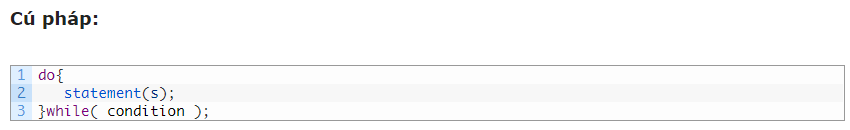 Cú pháp:
1 do{
2    statement(s);
3 }while( condition );